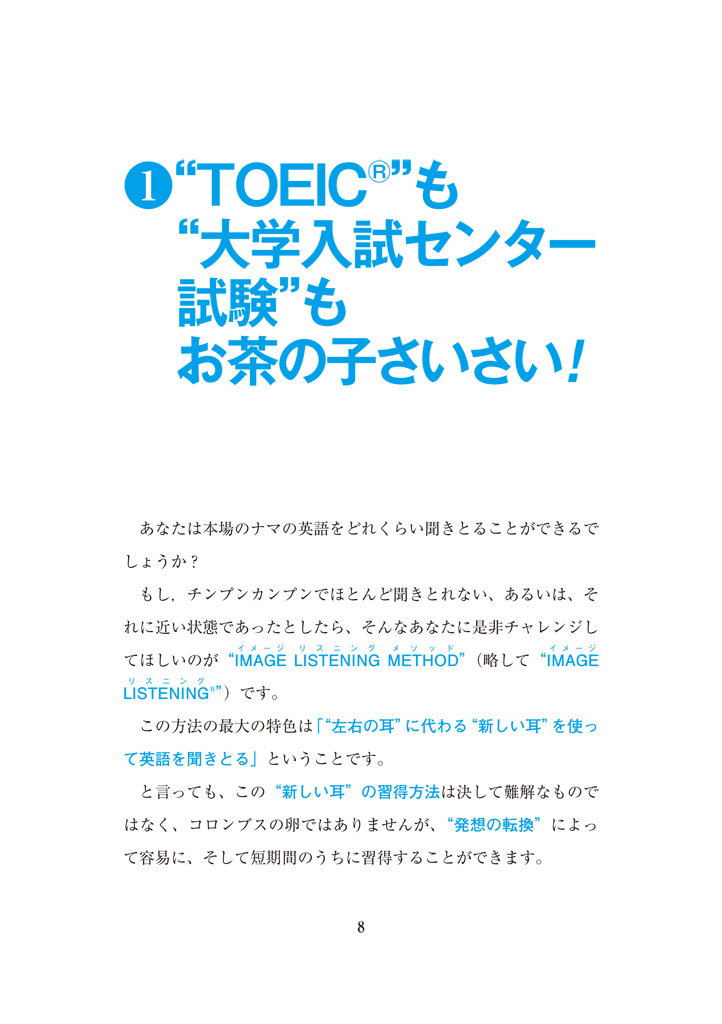 ❶“TOEIC®”も
“大学入試センター
試験”も
お茶の子さいさい！
あなたは本場のナマの英語をどれくらい聞きとることができるで
しょうか？
もし，チンプンカンプンでほとんど聞きとれない、あるいは、そ
れに近い状態であったとしたら、そんなあなたに是非チャレンジし
イメージ リスニング メソッド イメージ
てほしいのが“IMAGE LISTENING METHOD”（略して“IMAGE
リスニング
LISTENING®”）です。
この方法の最大の特色は「“左右の耳”に代わる“新しい耳”を使っ
て英語を聞きとる」ということです。
と言っても、この“新しい耳”の習得方法は決して難解なもので
はなく、コロンブスの卵ではありませんが、“発想の転換”によっ
て容易に、そして短期間のうちに習得することができます。
8